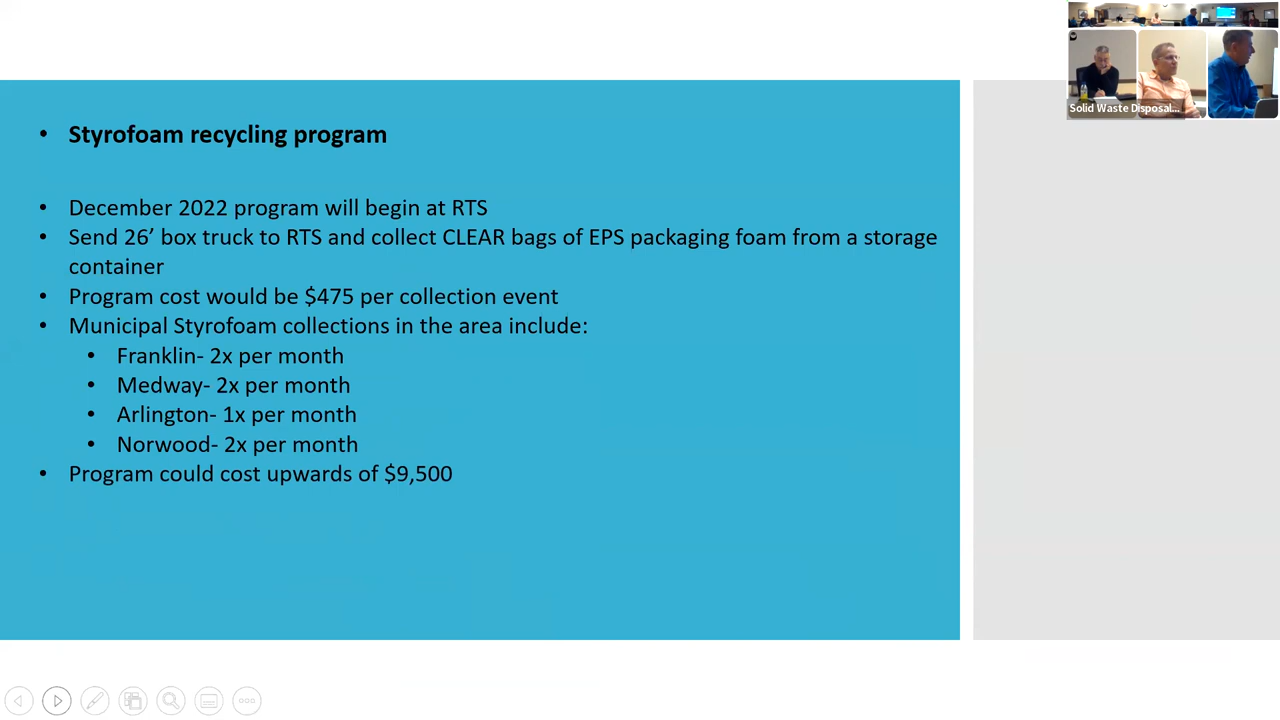 Solid Waste Disposal...
• Styrofoam recycling program
• December 2022 program will begin at RTS
• Send 26’ box truck to RTS and collect CLEAR bags of EPS packaging foam from a storage
container
• Program cost would be $475 per collection event
• Municipal Styrofoam collections in the area include:
• Franklin- 2x per month
• Medway- 2x per month
• Arlington- 1x per month
• Norwood- 2x per month
• Program could cost upwards of $9,500